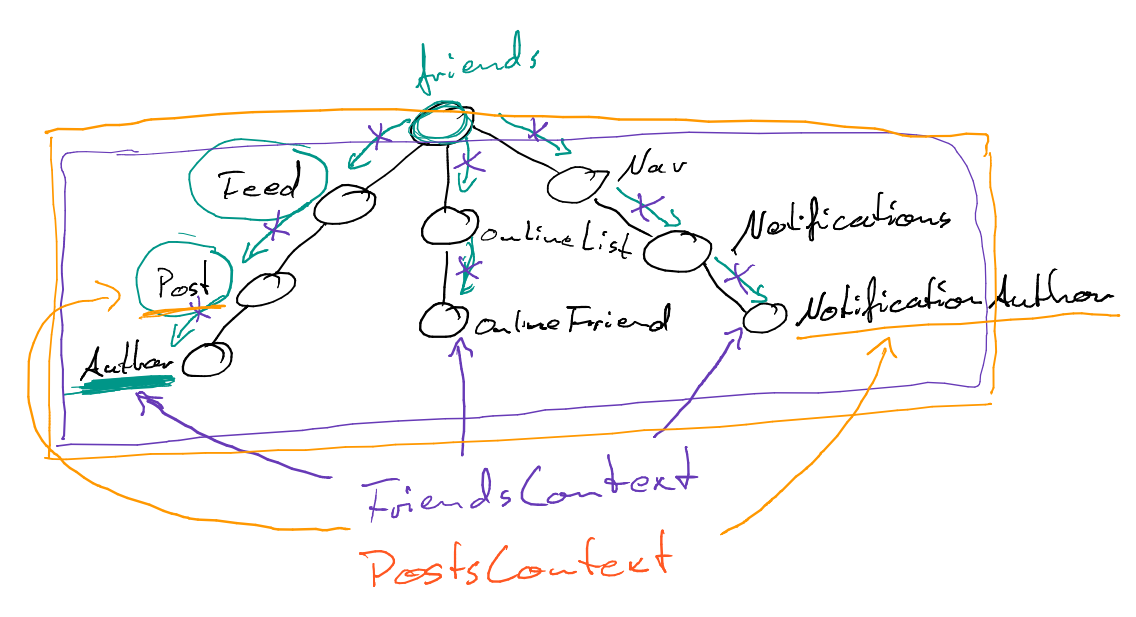 friends
Feed
Nav
onlineList
Notifications
Post
onlineFriend
NotificationAuthor
Author
FriendsContext
PostsContext